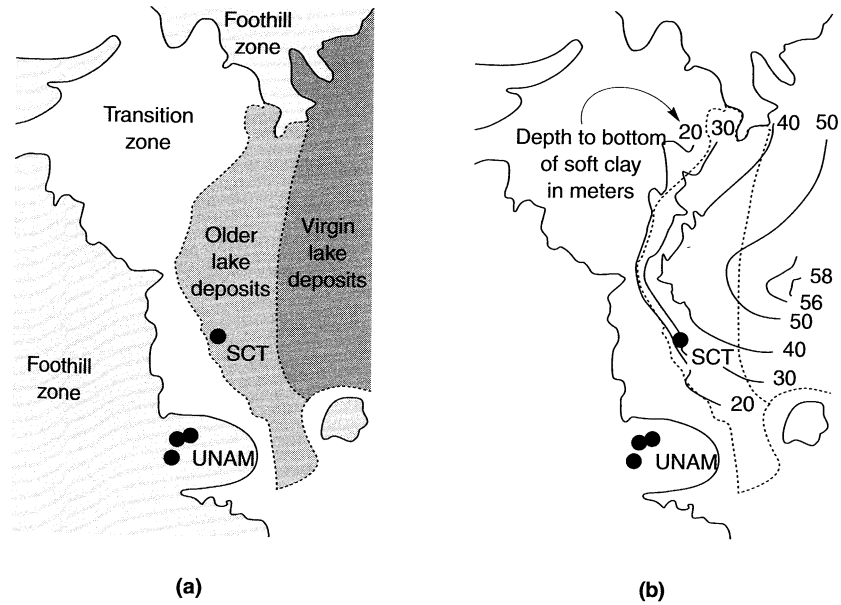 Foothill
zone
Transition
zone
Older
lake
deposits
Virgin
lake
deposits
SCT
Foothill
zone
UNAM
(a)
20 30 40 50
Depth to bottom
of soft clay
in meters
58
56
50
SCT
40
30
20
UNAM
(b)